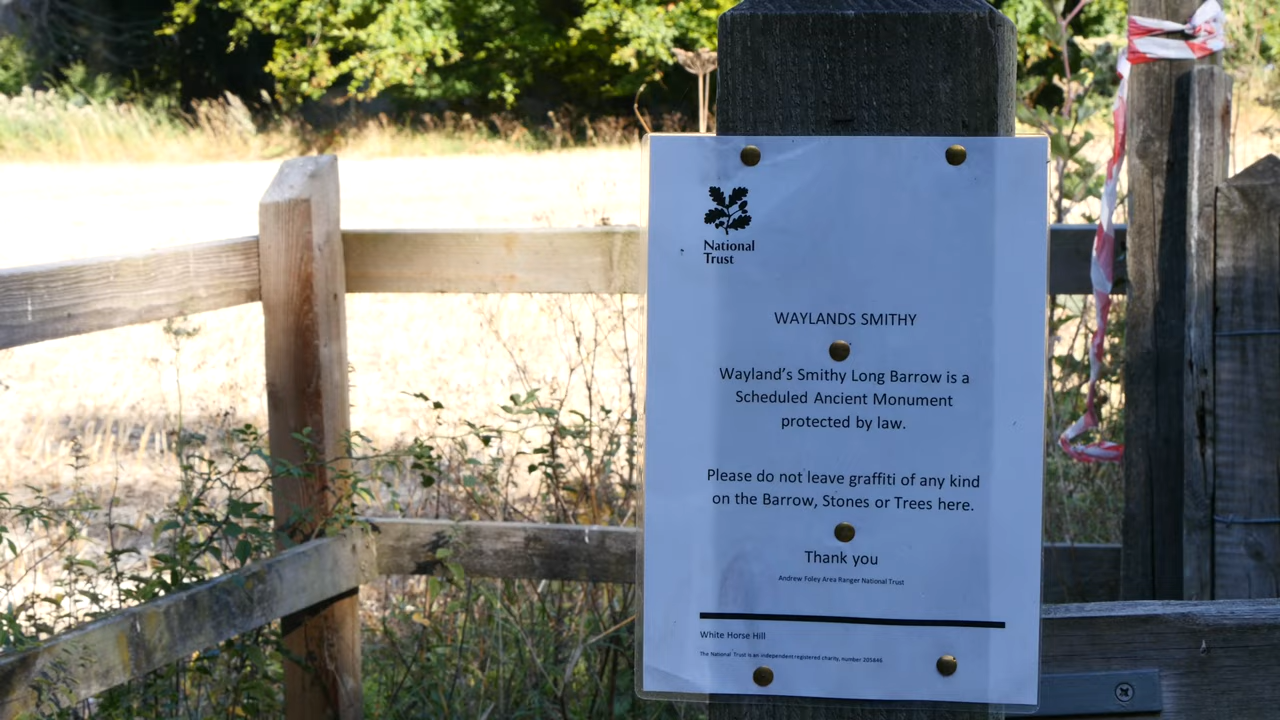 National
Trust
WAYLANDS SMITHY
Wayland's Smithy Long Barrow is a
Scheduled Ancient Monument
protected by law.
Please do not leave graffiti of any kind
on the Barrow, Stones or Trees here.
Thank you
Andrew Foley Area Ranger National Trust
White Horse Hill
The National Trust is an independent registered charity, number 205846